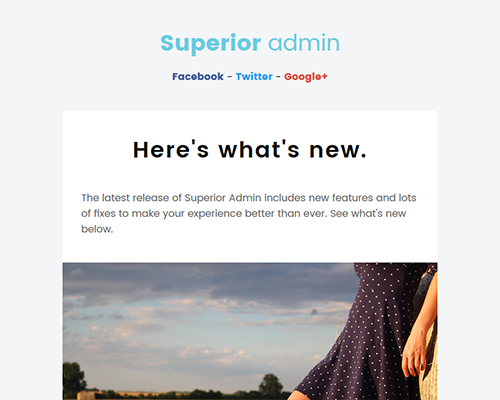 Superior admin
Facebook - Twitter - Google+
Here's what's new.
The latest release of Superior Admin includes new features and lots
of fixes to make your experience better than ever. See what's new
below.